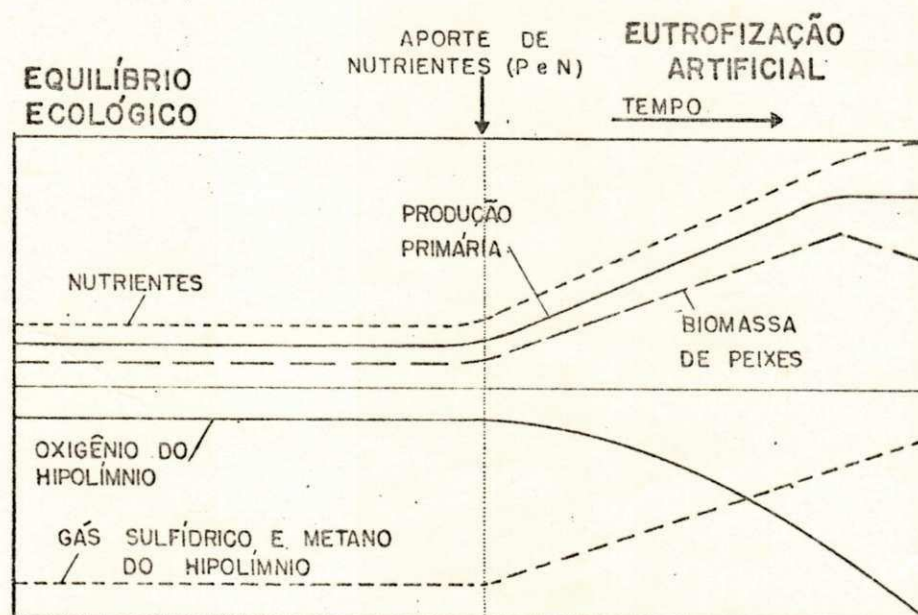 EQUILÍBRIO
ECOLÓGICO
APORTE DE
NUTRIENTES (P e N)
EUTROFIZAÇÃO
ARTIFICIAL
TEMPO
PRODUÇÃO
PRIMÁRIA
NUTRIENTES
BIOMASSA
DE PEIXES
OXIGÊNIO DO
HIPOLÍMNIO
GÁS SULFÍDRICO E METANO
DO HIPOLÍMNIO